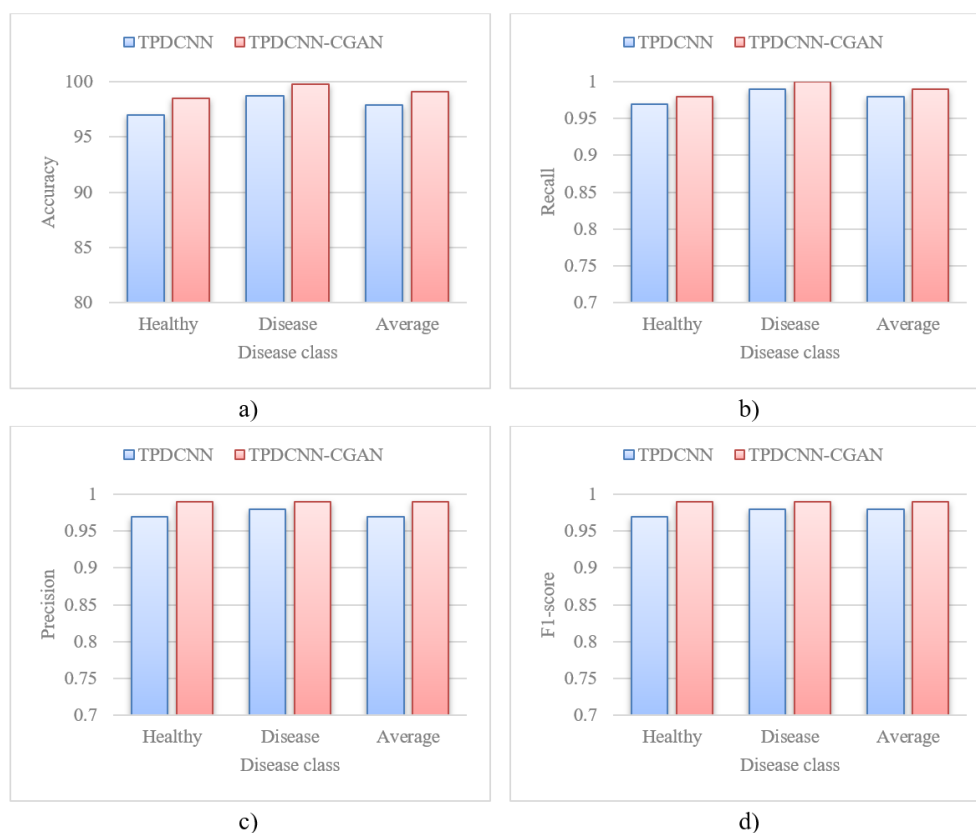 TPDCNN TPDCNN-CGAN
100
95
90
85
80
Accuracy
Healthy Disease Average
Disease class
a)
TPDCNN TPDCNN-CGAN
1
0.95
0.9
0.85
0.8
0.75
0.7
Recall
Healthy Disease Average
Disease class
b)
TPDCNN TPDCNN-CGAN
1
0.95
0.9
0.85
0.8
0.75
0.7
Precision
Healthy Disease Average
Disease class
c)
TPDCNN TPDCNN-CGAN
1
0.95
0.9
0.85
0.8
0.75
0.7
F1-score
Healthy Disease Average
Disease class
d)